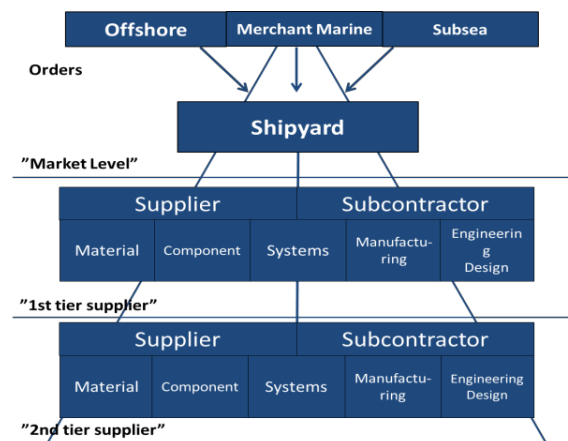 Offshore
Merchant Marine
Subsea
Orders
Shipyard
”Market Level”
Supplier
Subcontractor
Material
Component
Systems
Manufactu-
ring
Engineerin
g
Design
”1st tier supplier”
Supplier
Subcontractor
Material
Component
Systems
Manufactu-
ring
Engineering
Design
”2nd tier supplier”